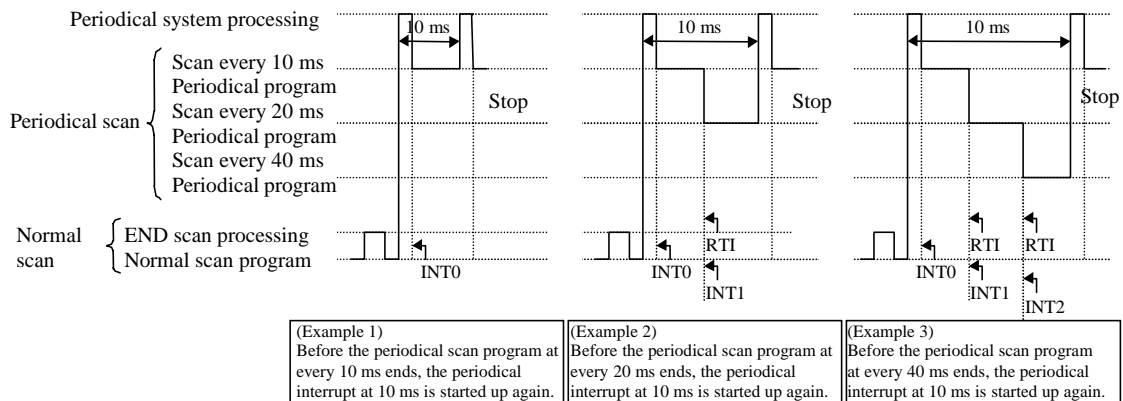 Periodical system processing
10 ms
10 ms
10 ms
Periodical scan
Scan every 10 ms
Periodical program
Scan every 20 ms
Periodical program
Scan every 40 ms
Periodical program
Stop
Stop
Stop
Normal
scan
END scan processing
Normal scan program
INT0
RTI
INT0
INT1
RTI
RTI
INT0
INT1
INT2
(Example 1)
Before the periodical scan program at
every 10 ms ends, the periodical
interrupt at 10 ms is started up again.
(Example 2)
Before the periodical scan program at
every 20 ms ends, the periodical
interrupt at 10 ms is started up again.
(Example 3)
Before the periodical scan program
at every 40 ms ends, the periodical
interrupt at 10 ms is started up again.